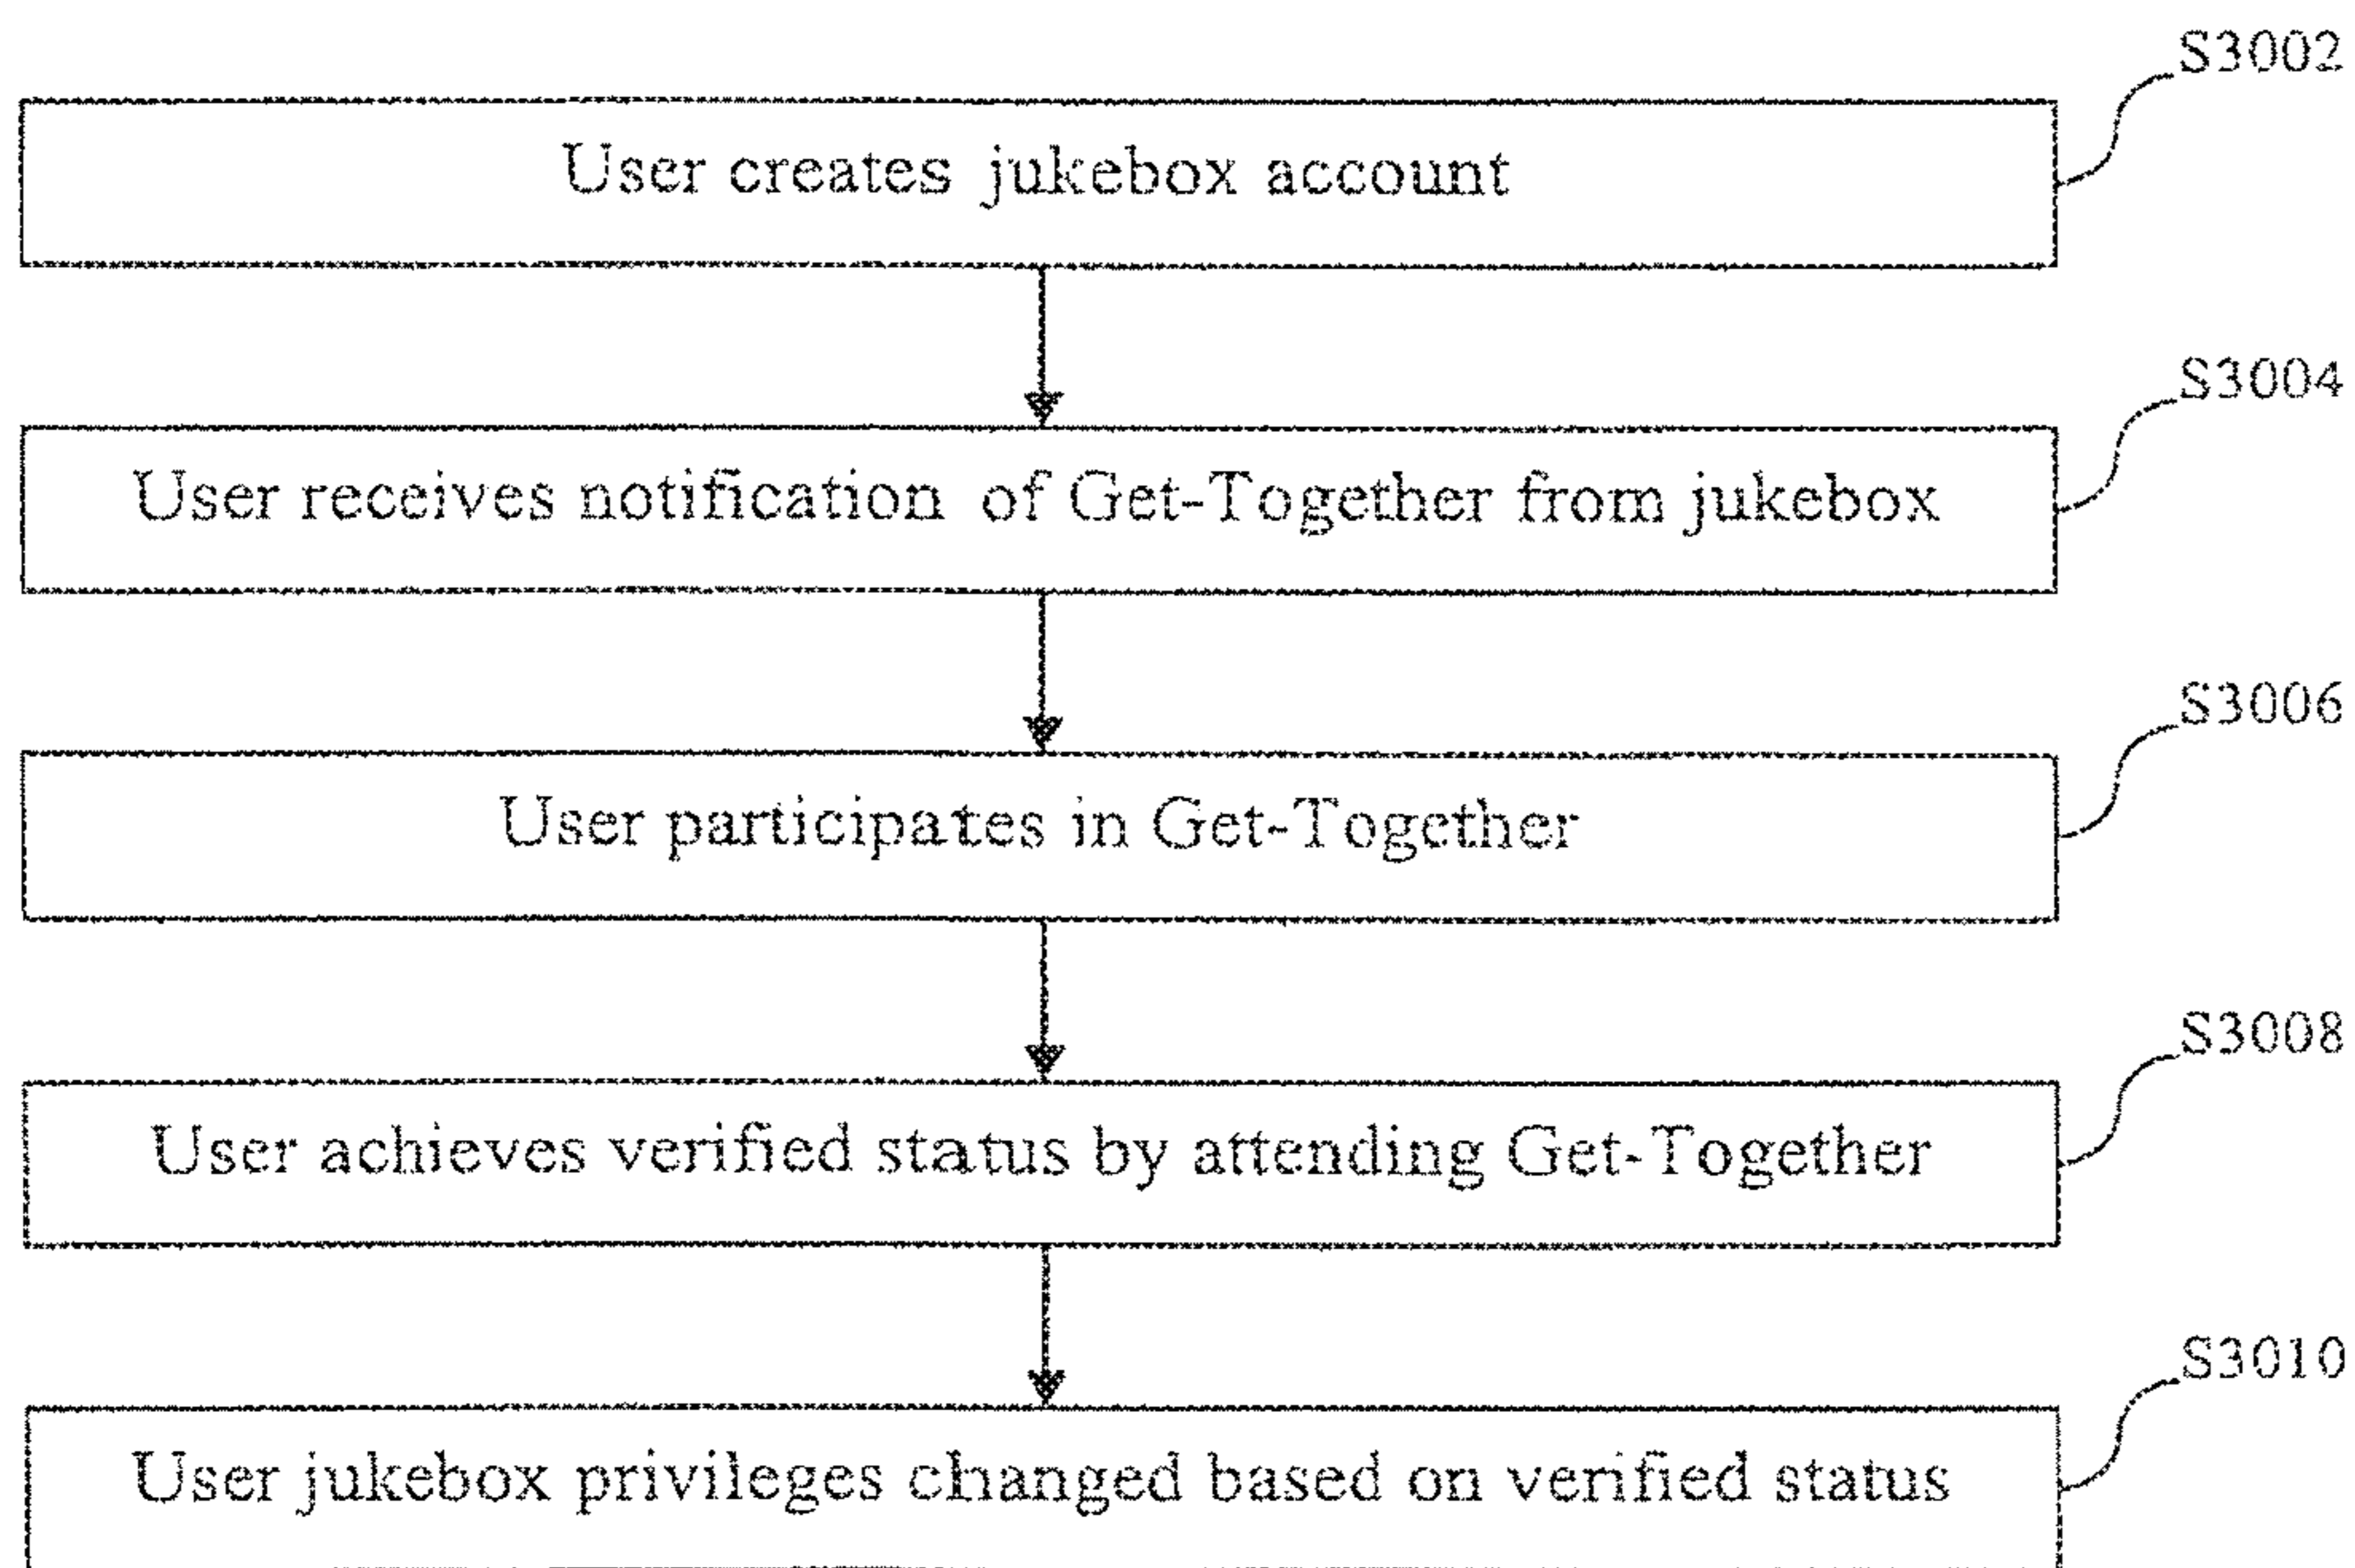 S3002
User creates jukebox account
S3004
User receives notification of Get-Together from jukebox
S3006
User participates in Get-Together
S3008
User achieves verified status by attending Get-Together
S3010
User jukebox privileges changed based on verified status